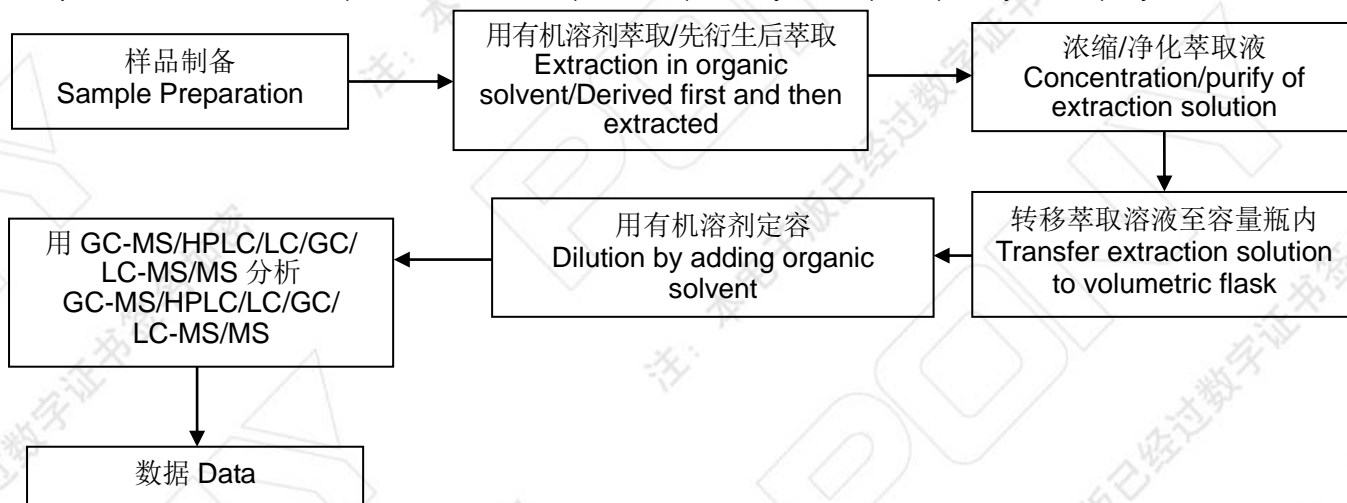 样品制备
Sample Preparation
用有机溶剂萃取/先衍生后萃取
Extraction in organic
solvent/Derived first and then
extracted
浓缩/净化萃取液
Concentration/purify of
extraction solution
转移萃取溶液至容量瓶内
Transfer extraction solution
to volumetric flask
用有机溶剂定容
Dilution by adding organic
solvent
用 GC-MS/HPLC/LC/GC/
LC-MS/MS 分析
GC-MS/HPLC/LC/GC/
LC-MS/MS
数据 Data